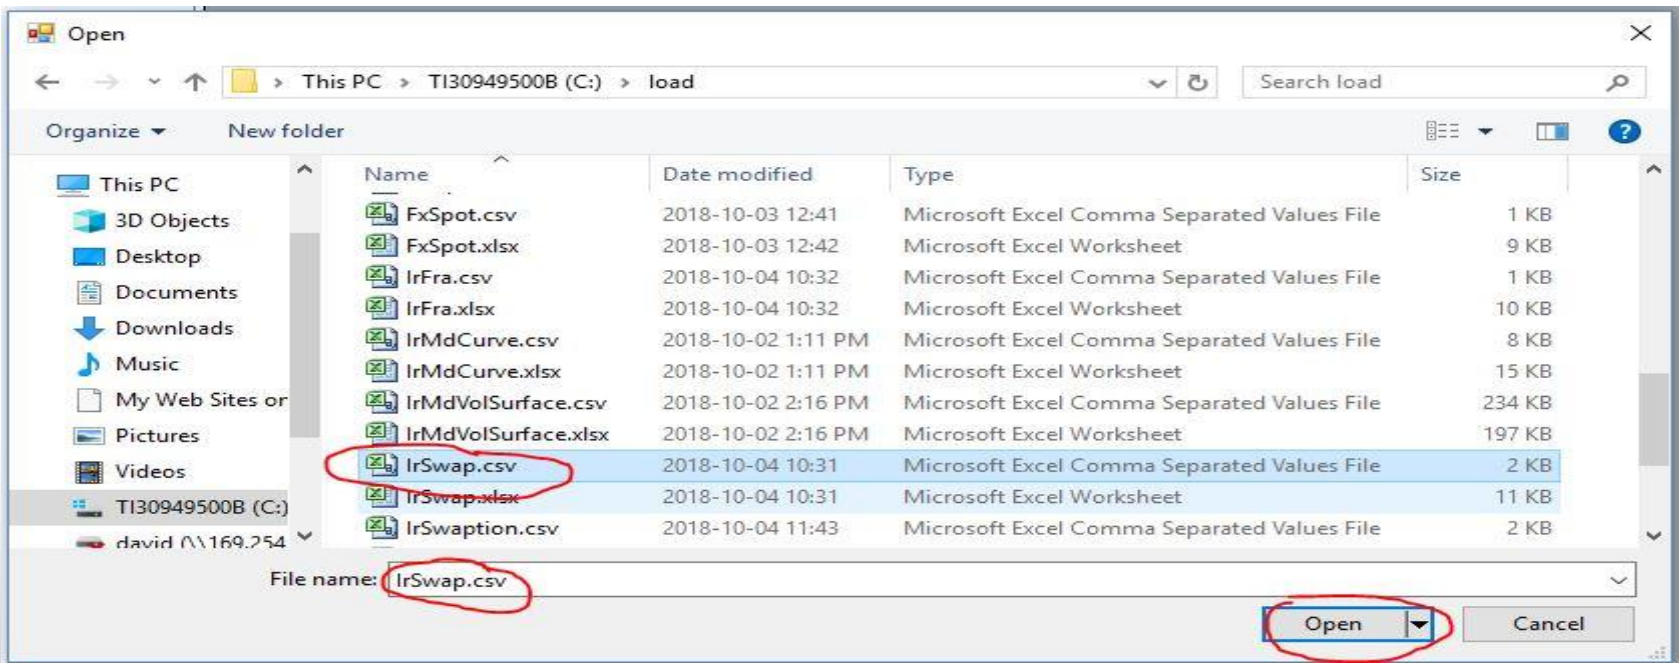 Open
This PC > TI30949500B (C:) > load
Search load
Organize
New folder
Name Date modified Type Size
This PC
3D Objects
Desktop
Documents
Downloads
Music
My Web Sites or
Pictures
Videos
TI30949500B (C:)
david (\\169.254
FxSpot.csv 2018-10-03 12:41 Microsoft Excel Comma Separated Values File 1 KB
FxSpot.xlsx 2018-10-03 12:42 Microsoft Excel Worksheet 9 KB
IrFra.csv 2018-10-04 10:32 Microsoft Excel Comma Separated Values File 1 KB
IrFra.xlsx 2018-10-04 10:32 Microsoft Excel Worksheet 10 KB
IrMdCurve.csv 2018-10-02 1:11 PM Microsoft Excel Comma Separated Values File 8 KB
IrMdCurve.xlsx 2018-10-02 1:11 PM Microsoft Excel Worksheet 15 KB
IrMdVolSurface.csv 2018-10-02 2:16 PM Microsoft Excel Comma Separated Values File 234 KB
IrMdVolSurface.xlsx 2018-10-02 2:16 PM Microsoft Excel Worksheet 197 KB
IrSwap.csv 2018-10-04 10:31 Microsoft Excel Comma Separated Values File 2 KB
IrSwap.xlsx 2018-10-04 10:31 Microsoft Excel Worksheet 11 KB
IrSwaption.csv 2018-10-04 11:43 Microsoft Excel Comma Separated Values File 2 KB
File name: IrSwap.csv
Open Cancel